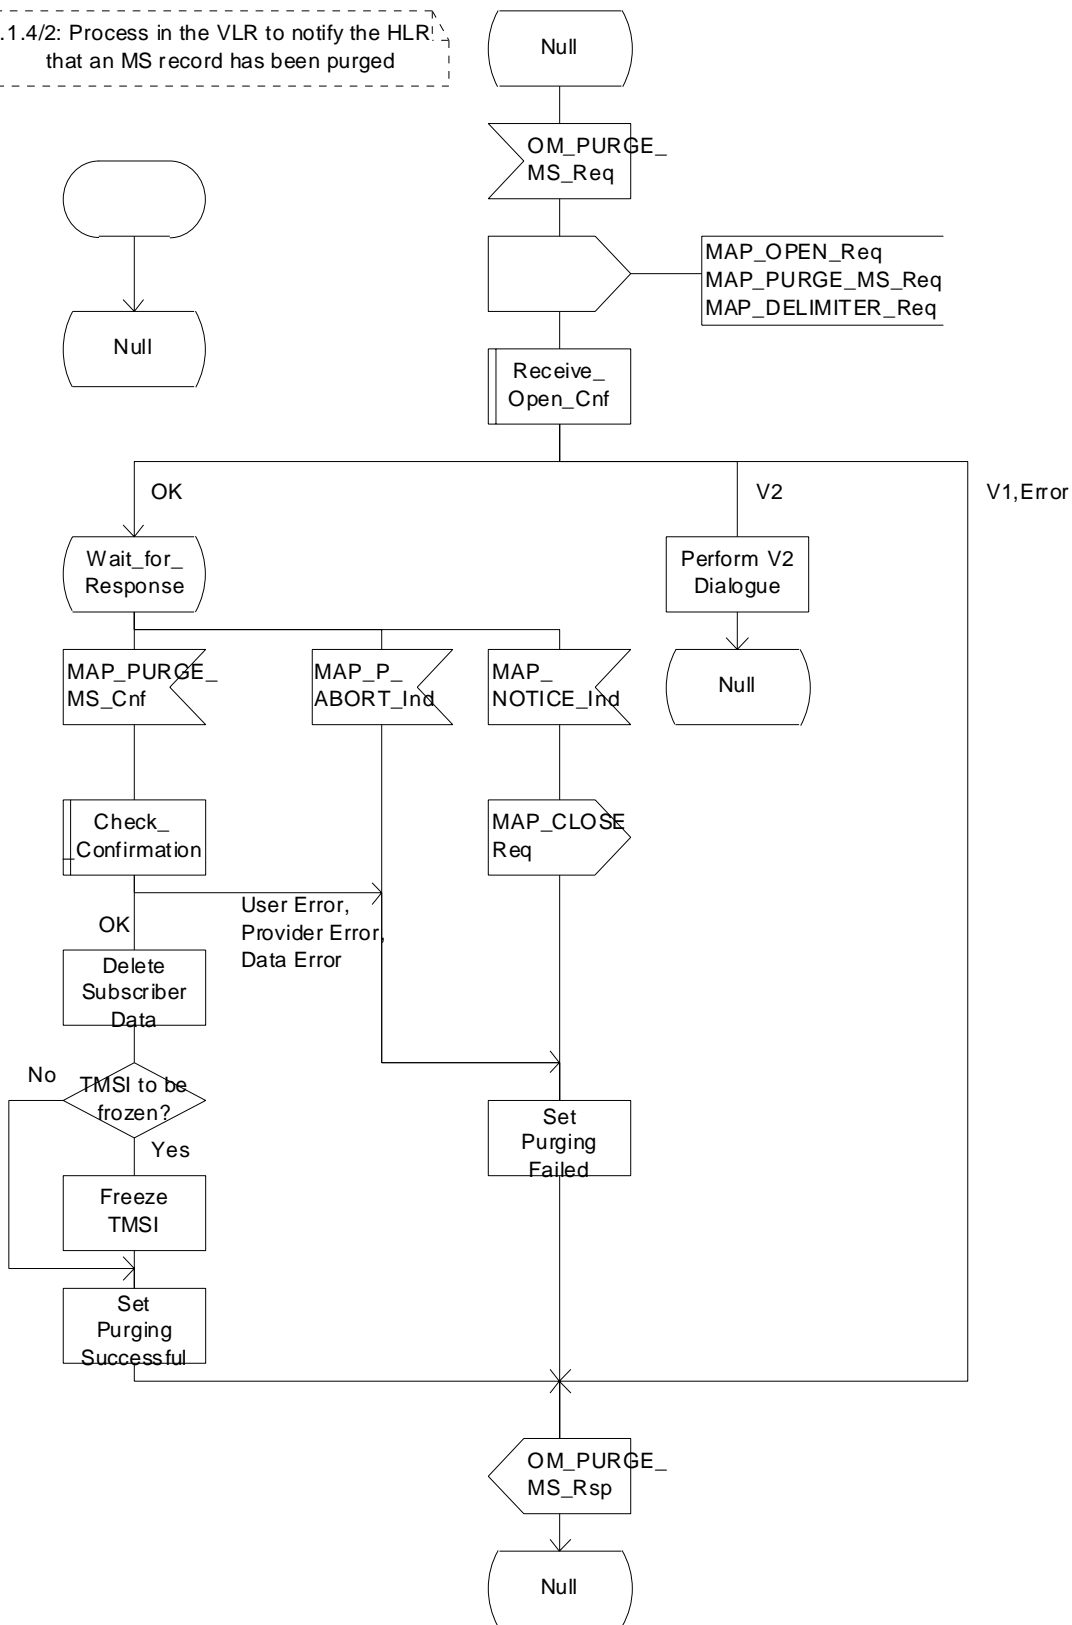 .1.4/2: Process in the VLR to notify the HLR
that an MS record has been purged
Null
OM_PURGE_
MS_Req
MAP_OPEN_Req
MAP_PURGE_MS_Req
MAP_DELIMITER_Req
Null
Receive_
Open_Cnf
OK
V2
V1,Error
Wait_for_
Response
Perform V2
Dialogue
MAP_PURGE_
MS_Cnf
MAP_P_
ABORT_Ind
MAP_
NOTICE_Ind
Null
Check_
_Confirmation
MAP_CLOSE
Req
User Error,
Provider Error,
Data Error
OK
Delete
Subscriber
Data
No
TMSI to be
frozen?
Yes
Set
Purging
Failed
Freeze
TMSI
Set
Purging
Successful
OM_PURGE_
MS_Rsp
Null